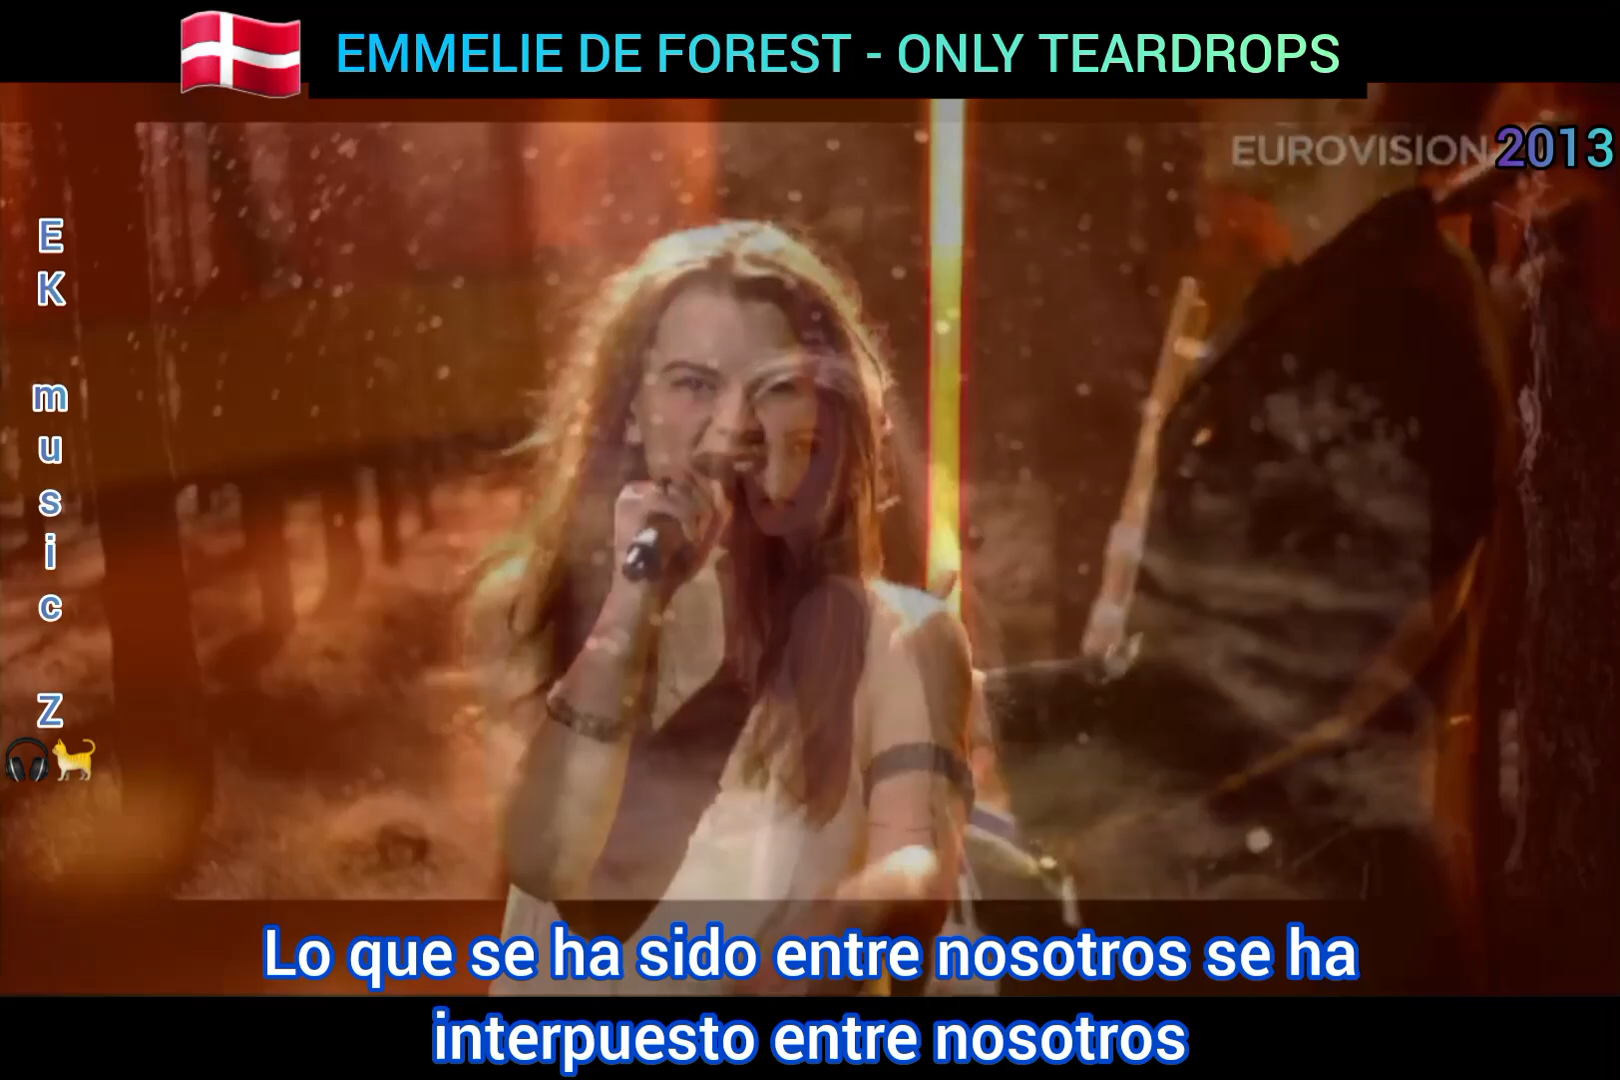 EMMELIE DE FOREST - ONLY TEARDROPS
EUROVISION 2013
EK music Z
Lo que se ha sido entre nosotros se ha
interpuesto entre nosotros